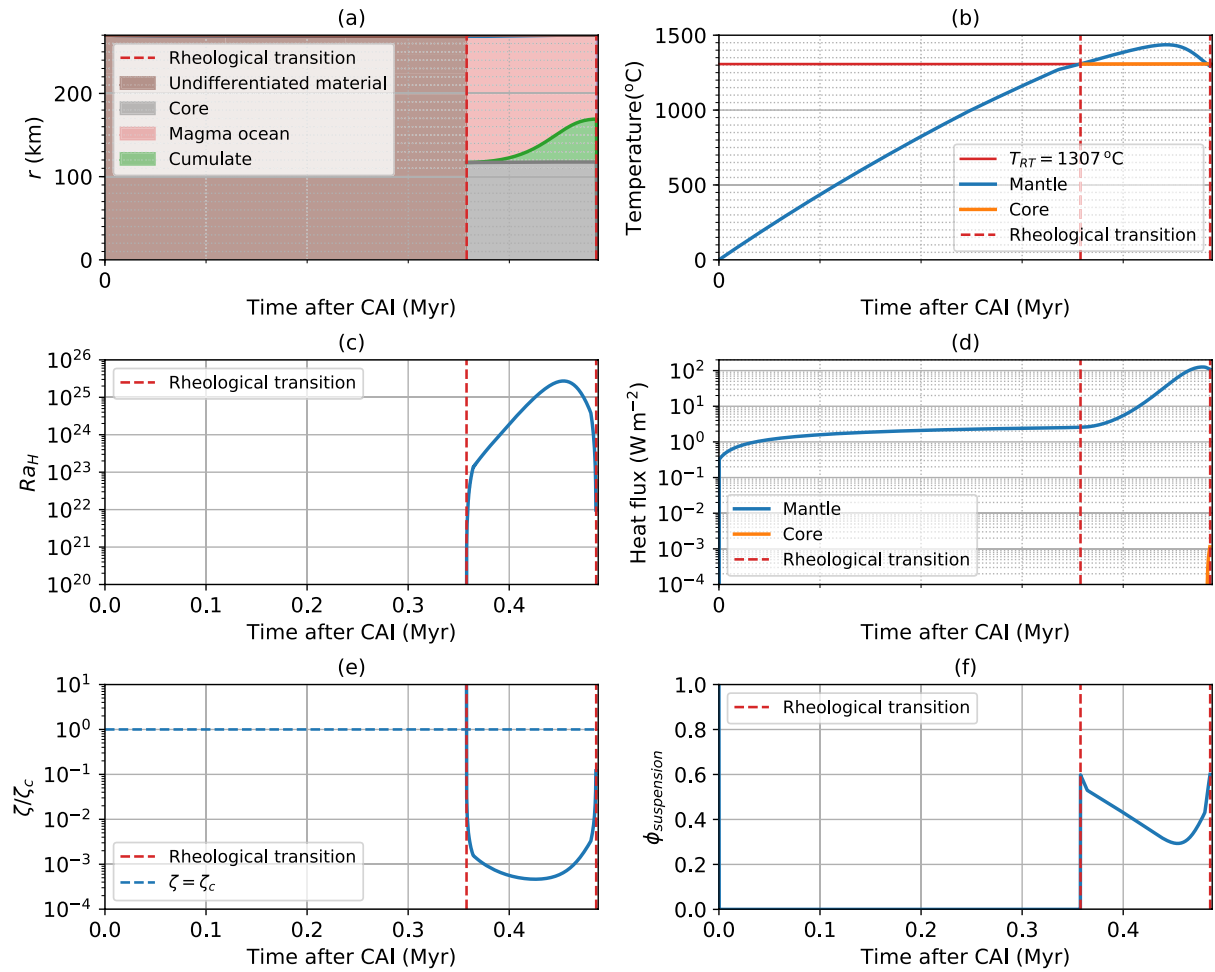 (a)
Rheological transition
Undifferentiated material
Core
Magma ocean
Cumulate
r (km)
200
100
0
0
Time after CAI (Myr)
(b)
Temperature(°C)
1500
1000
500
0
T_{RT} = 1307 °C
Mantle
Core
Rheological transition
0
Time after CAI (Myr)
(c)
Rheological transition
Ra_H
10^{26}
10^{25}
10^{24}
10^{23}
10^{22}
10^{21}
10^{20}
0.0 0.1 0.2 0.3 0.4
Time after CAI (Myr)
(d)
Heat flux (W m^{-2})
10^{2}
10^{1}
10^{0}
10^{-1}
10^{-2}
10^{-3}
10^{-4}
Mantle
Core
Rheological transition
0
Time after CAI (Myr)
(e)
ζ/ζ_c
10^{1}
10^{0}
10^{-1}
10^{-2}
10^{-3}
10^{-4}
Rheological transition
ζ = ζ_c
0.0 0.1 0.2 0.3 0.4
Time after CAI (Myr)
(f)
Rheological transition
ϕ_{suspension}
1.0
0.8
0.6
0.4
0.2
0.0
0.0 0.1 0.2 0.3 0.4
Time after CAI (Myr)